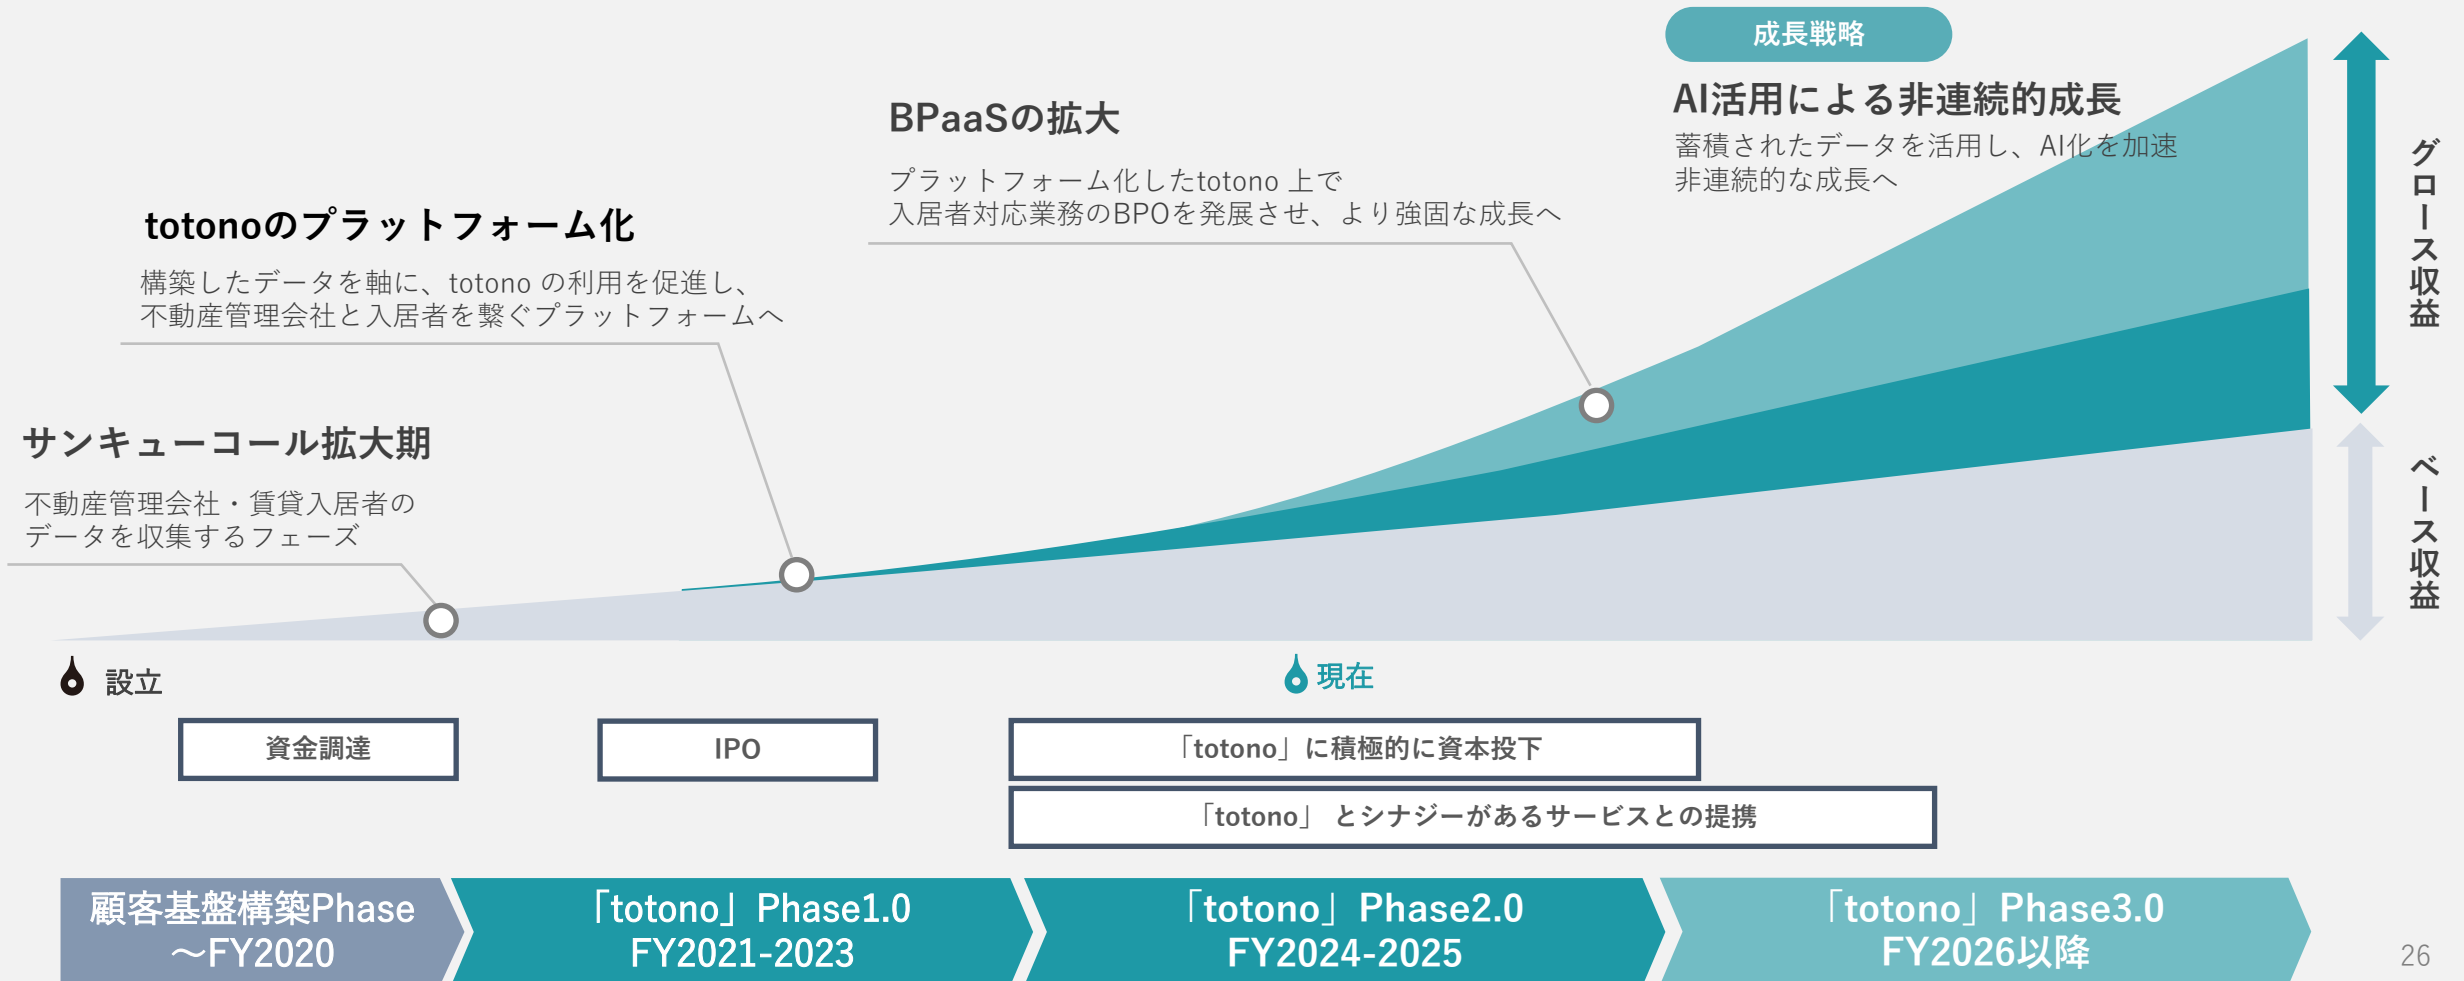 成長戦略
AI活用による非連続的成長
蓄積されたデータを活用し、AI化を加速
非連続的な成長へ
BPaaSの拡大
プラットフォーム化したtotono 上で
入居者対応業務のBPOを発展させ、より強固な成長へ
totonoのプラットフォーム化
構築したデータを軸に、totono の利用を促進し、
不動産管理会社と入居者を繋ぐプラットフォームへ
サンキューコール拡大期
不動産管理会社・賃貸入居者の
データを収集するフェーズ
グロース収益
ベース収益
設立
現在
資金調達
IPO
「totono」に積極的に資本投下
「totono」 とシナジーがあるサービスとの提携
顧客基盤構築Phase
～FY2020
「totono」Phase1.0
FY2021-2023
「totono」Phase2.0
FY2024-2025
「totono」Phase3.0
FY2026以降
26